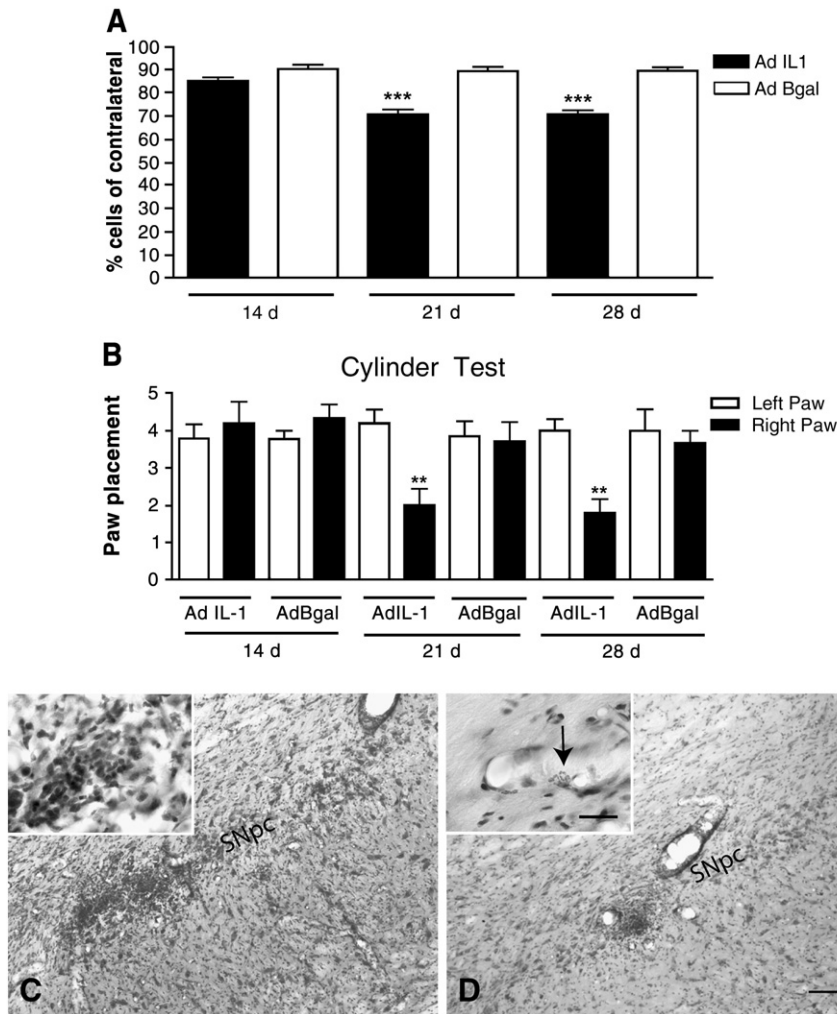 A
% cells of contralateral
100
90
80
70
60
50
40
30
20
10
0
***
***
Ad IL1
Ad Bgal
14 d
21 d
28 d
B
Cylinder Test
Paw placement
5
4
3
2
1
0
**
**
Left Paw
Right Paw
Ad IL-1
AdBgal
AdIL-1
AdBgal
AdIL-1
AdBgal
14 d
21 d
28 d
SNpc
C
SNpc
D